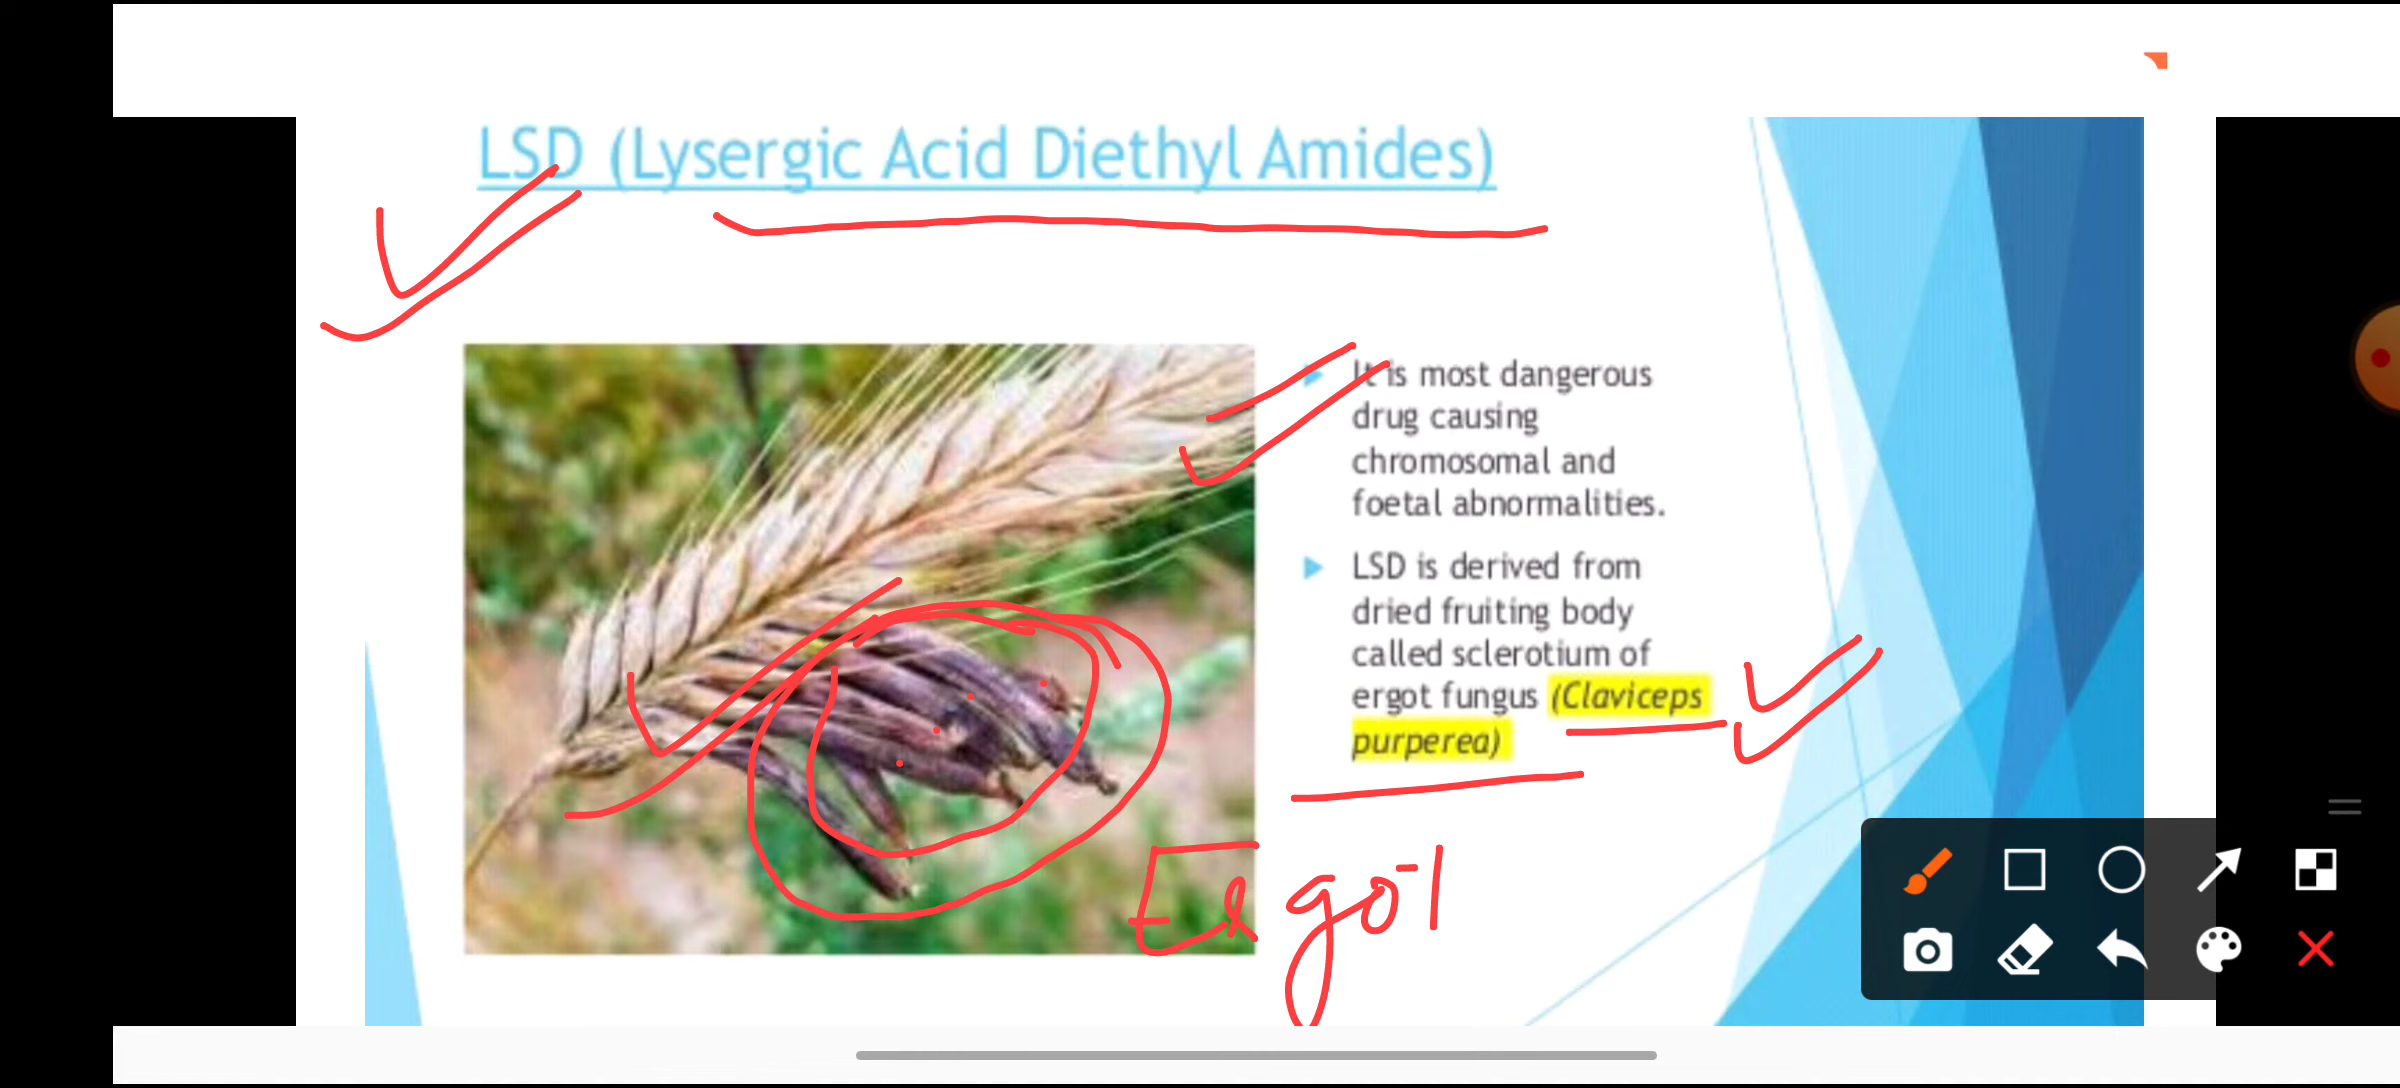 LSD (Lysergic Acid Diethyl Amides)
It is most dangerous
drug causing
chromosomal and
foetal abnormalities.
LSD is derived from
dried fruiting body
called sclerotium of
ergot fungus (Claviceps
purperea)
Ergot